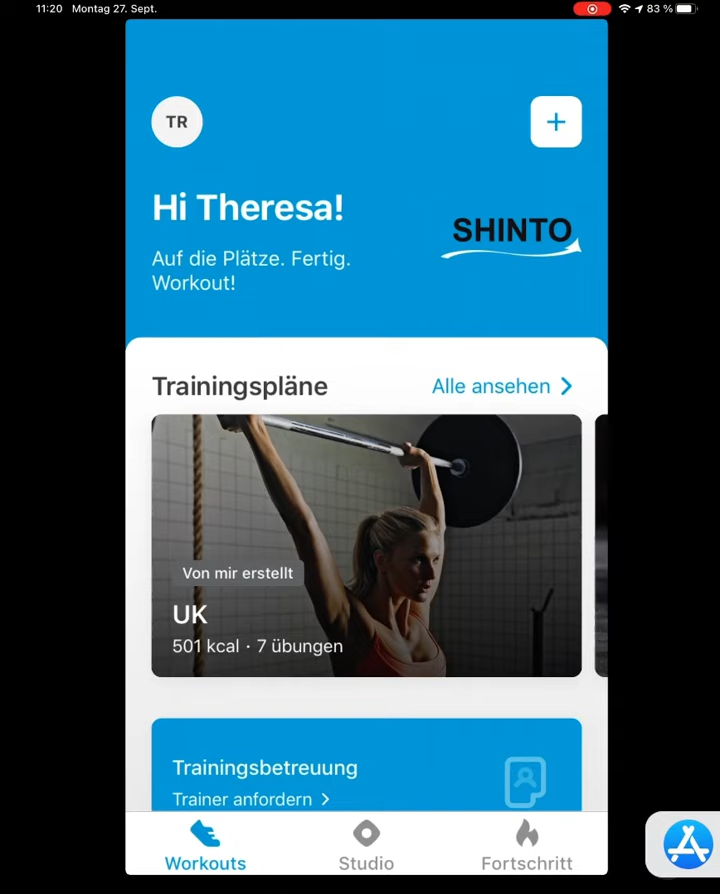 11:20 Montag 27. Sept.
83 %
TR
+
Hi Theresa!
SHINTO
Auf die Plätze. Fertig.
Workout!
Trainingspläne
Alle ansehen
Von mir erstellt
UK
501 kcal · 7 übungen
Trainingsbetreuung
Trainer anfordern
Workouts
Studio
Fortschritt